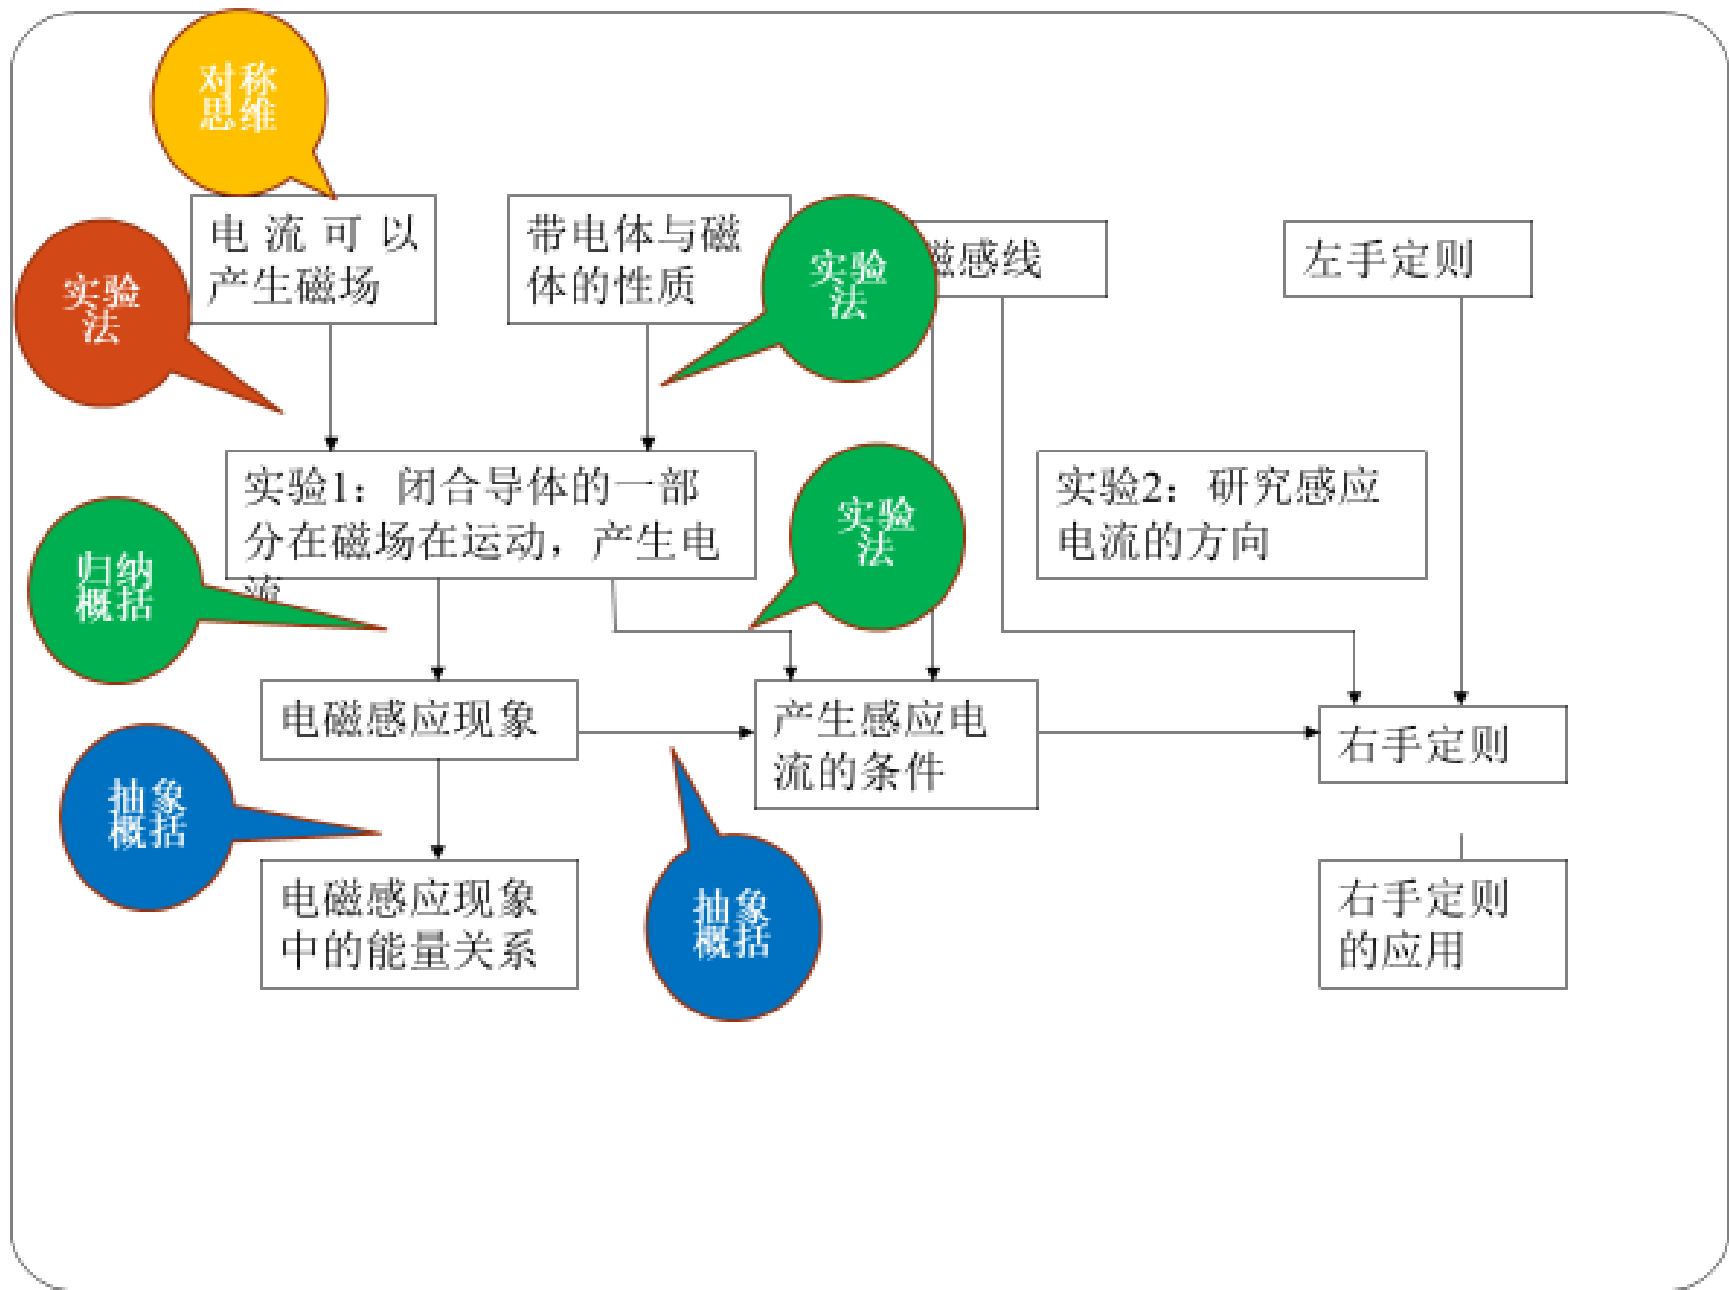 对称
思维
电流可以
产生磁场
带电体与磁
体的性质
实验
法
磁感线
左手定则
实验
法
实验1：闭合导体的一部
分在磁场在运动，产生电
流
实验
法
实验2：研究感应
电流的方向
归纳
概括
电磁感应现象
产生感应电
流的条件
右手定则
抽象
概括
电磁感应现象
中的能量关系
抽象
概括
右手定则
的应用